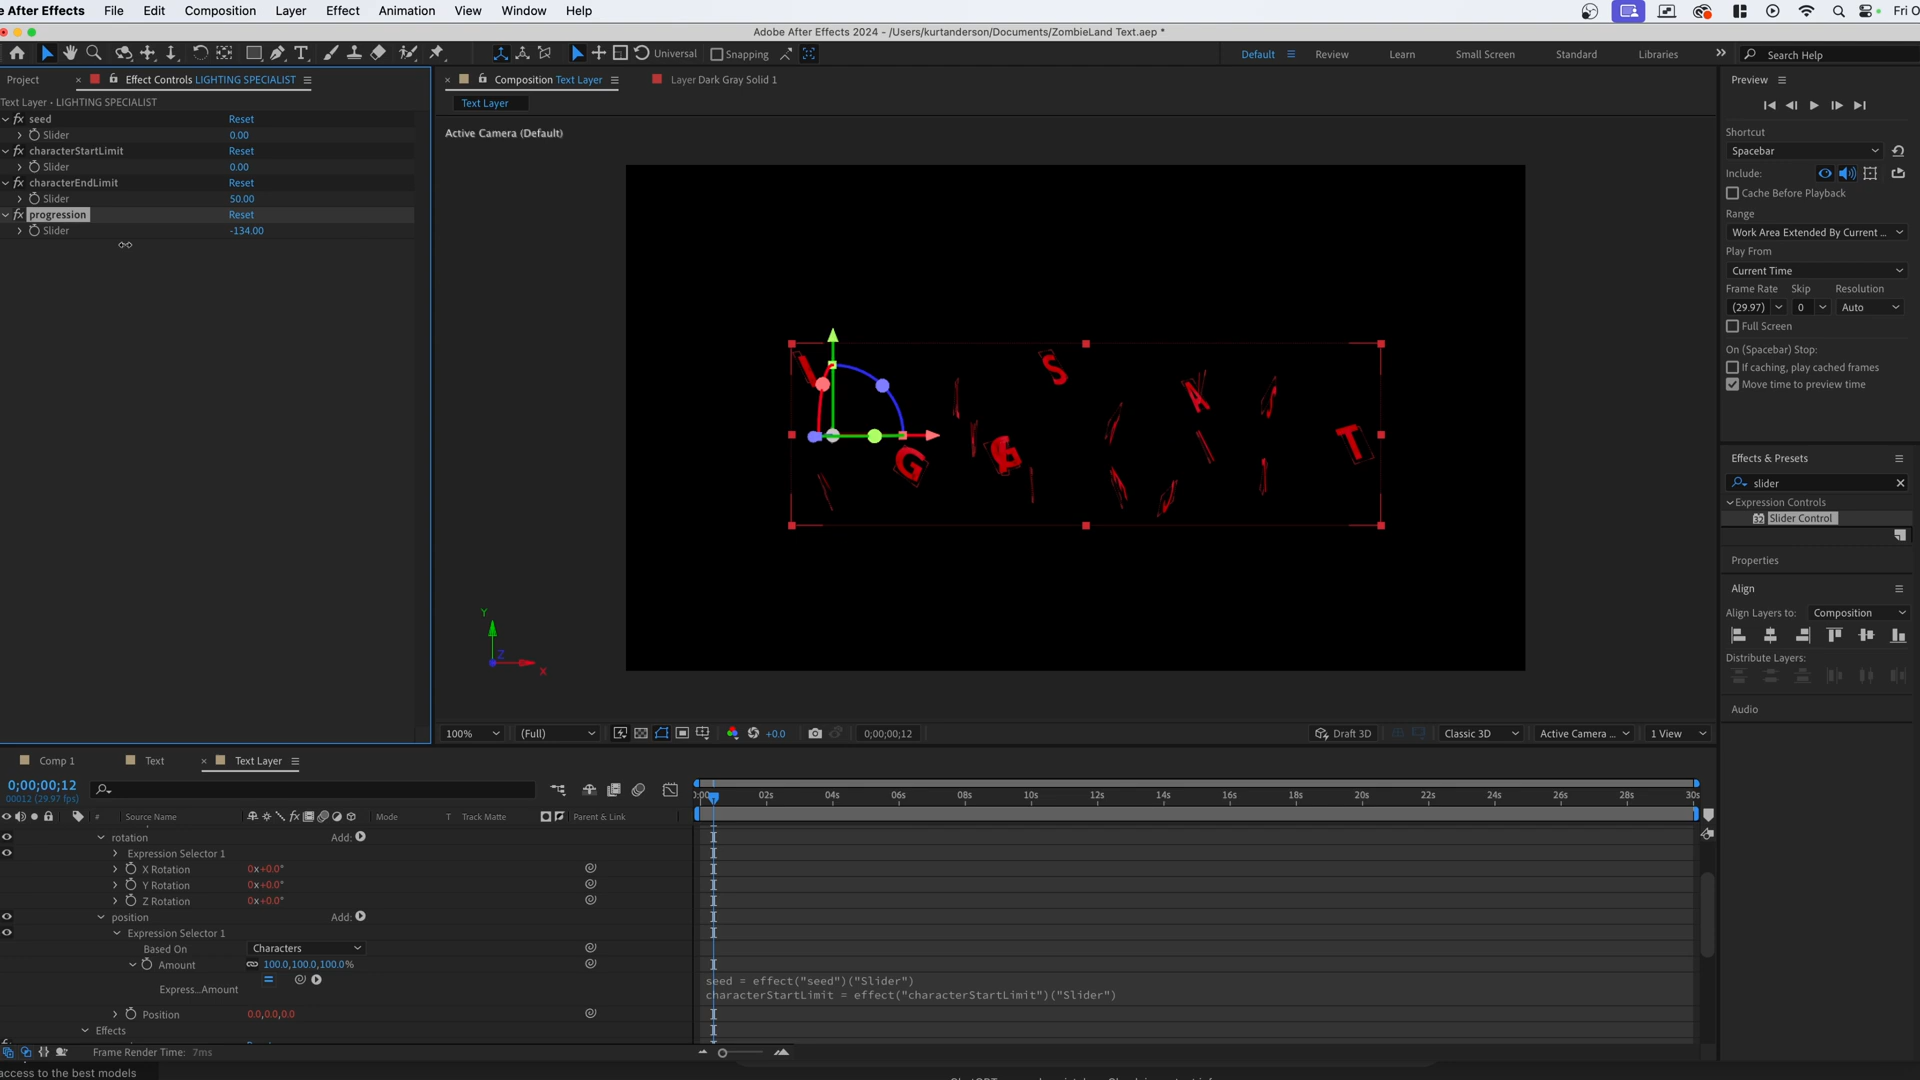 After Effects File Edit Composition Layer Effect Animation View Window Help Fri O
Adobe After Effects 2024 - /Users/kurtanderson/Documents/ZombieLand Text.aep *
Universal Snapping Default Review Learn Small Screen Standard Libraries Search Help
Project Effect Controls LIGHTING SPECIALIST
Text Layer • LIGHTING SPECIALIST
fx seed Reset
Slider 0.00
fx characterStartLimit Reset
Slider 0.00
fx characterEndLimit Reset
Slider 50.00
fx progression Reset
Slider -134.00
Composition Text Layer Layer Dark Gray Solid 1
Text Layer
Active Camera (Default)
S
A
G
T
Y
Z
X
100% (Full) +0.0 0;00;00;12 Draft 3D Classic 3D Active Camera ... 1 View
Preview
Shortcut
Spacebar
Include:
Cache Before Playback
Range
Work Area Extended By Current ...
Play From
Current Time
Frame Rate Skip Resolution
(29.97) 0 Auto
Full Screen
On (Spacebar) Stop:
If caching, play cached frames
Move time to preview time
Effects & Presets
slider
Expression Controls
32 Slider Control
Properties
Align
Align Layers to: Composition
Distribute Layers:
Audio
Comp 1 Text Text Layer
0;00;00;12
00012 (29.97 fps)
02s 04s 06s 08s 10s 12s 14s 16s 18s 20s 22s 24s 26s 28s 30s
# Source Name fx Mode T Track Matte Parent & Link
rotation Add:
Expression Selector 1
X Rotation 0x+0.0°
Y Rotation 0x+0.0°
Z Rotation 0x+0.0°
position Add:
Expression Selector 1
Based On Characters
Amount 100.0,100.0,100.0%
Express...Amount
seed = effect("seed")("Slider")
characterStartLimit = effect("characterStartLimit")("Slider")
Position 0.0,0.0,0.0
Effects
Frame Render Time: 7ms
access to the best models